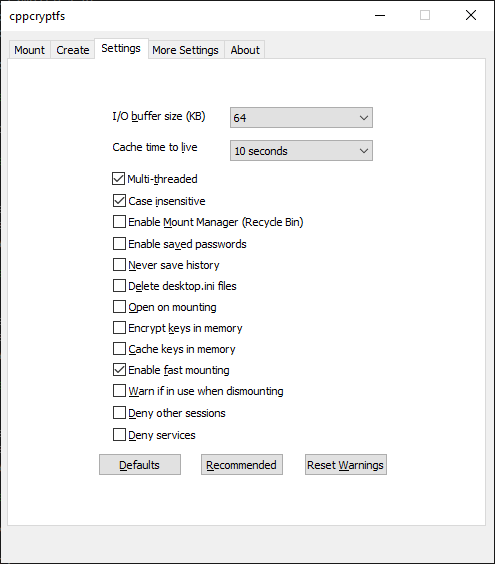 cppcryptfs
Mount Create Settings More Settings About
I/O buffer size (KB) 64
Cache time to live 10 seconds
Multi-threaded
Case insensitive
Enable Mount Manager (Recycle Bin)
Enable saved passwords
Never save history
Delete desktop.ini files
Open on mounting
Encrypt keys in memory
Cache keys in memory
Enable fast mounting
Warn if in use when dismounting
Deny other sessions
Deny services
Defaults Recommended Reset Warnings